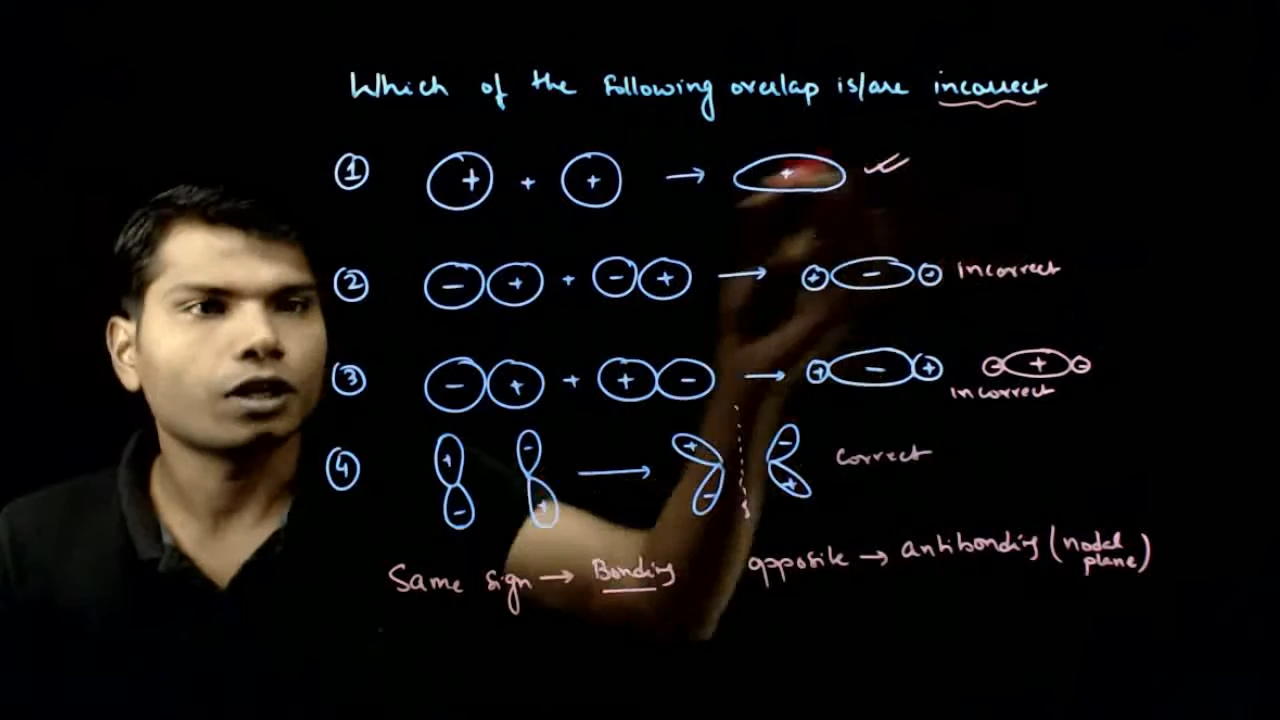 Which of the following overlap is/are incorrect
① + + + → +
② - + + - + → + - - incorrect
③ - + + + - → + - + - + -
incorrect
④ + - - + → + - - + correct
Same sign → Bonding opposite → antibonding (nodal plane)